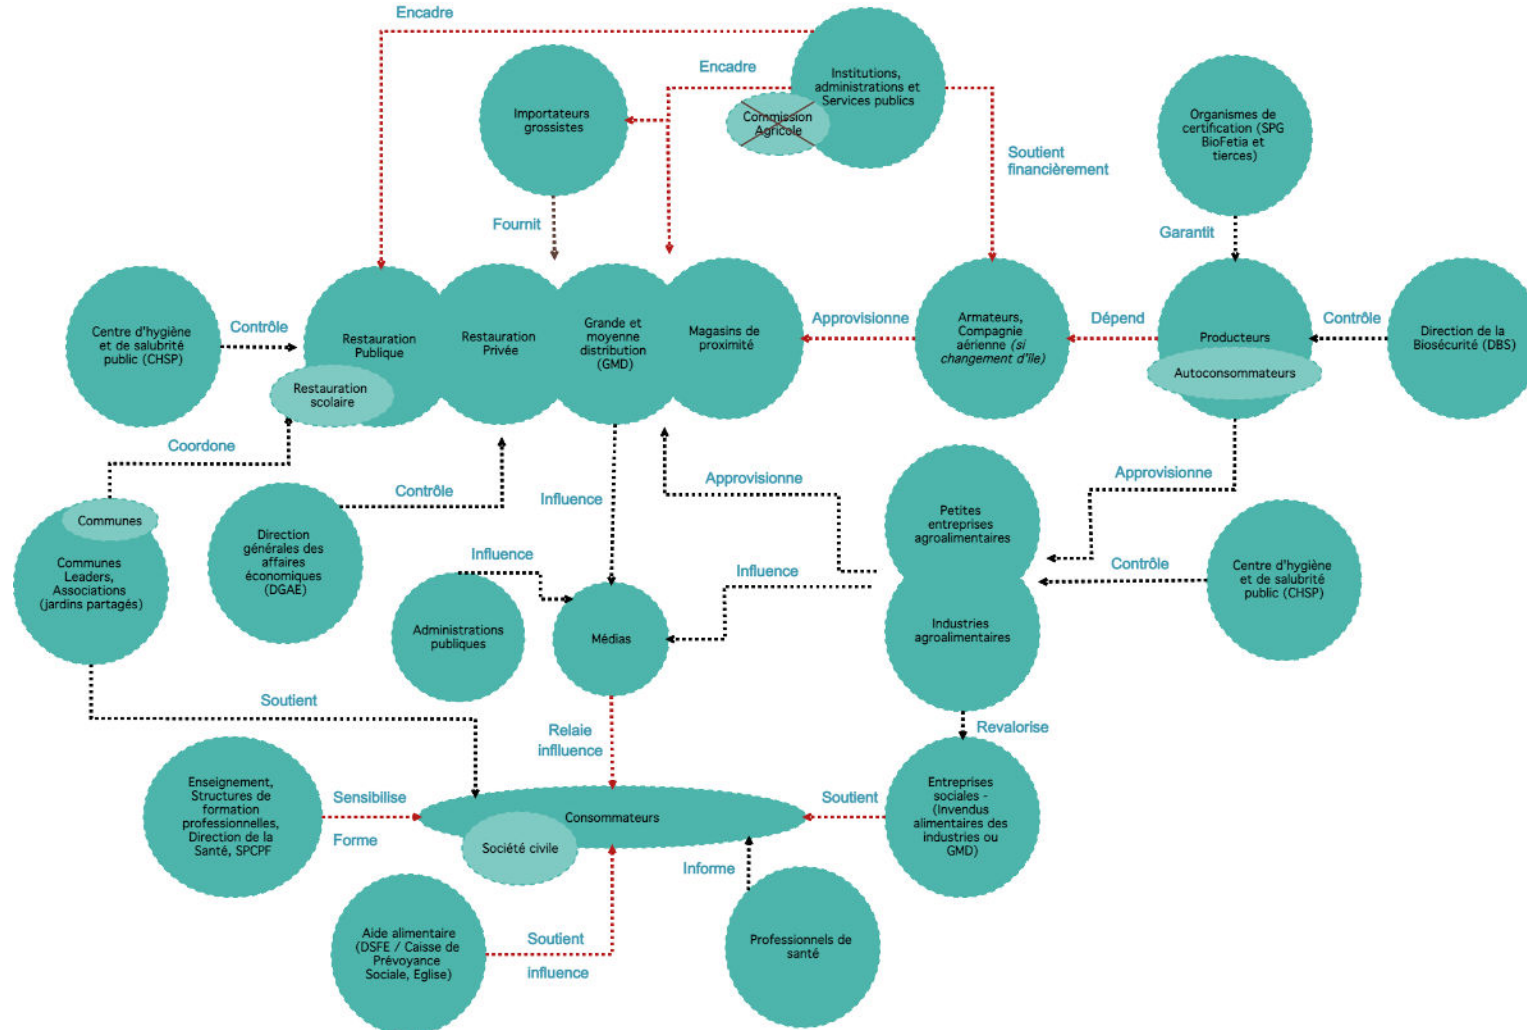 Encadre
Encadre
Institutions,
administrations et
Services publics
Commission
Agricole
Importateurs
grossistes
Organismes de
certification (SPG
BioFetia et
tierces)
Soutient
financièrement
Fournit
Garantit
Centre d'hygiène
et de salubrité
public (CHSP)
Contrôle
Restauration
Publique
Restauration
scolaire
Restauration
Privée
Grande et
moyenne
distribution
(GMD)
Magasins de
proximité
Approvisionne
Armateurs,
Compagnie
aérienne (si
changement d'île)
Dépend
Producteurs
Autoconsommateurs
Contrôle
Direction de la
Biosécurité (DBS)
Coordone
Contrôle
Influence
Approvisionne
Approvisionne
Communes
Communes
Leaders,
Associations
(jardins partagés)
Direction
générales des
affaires
économiques
(DGAE)
Influence
Administrations
publiques
Médias
Influence
Petites
entreprises
agroalimentaires
Industries
agroalimentaires
Contrôle
Centre d'hygiène
et de salubrité
public (CHSP)
Soutient
Relaie
infl​luence
Revalorise
Enseignement,
Structures de
formation
professionnelles,
Direction de la
Santé, SPCPF
Sensibilise
Forme
Consommateurs
Société civile
Soutient
Entreprises
sociales -
(Invendus
alimentaires des
industries ou
GMD)
Informe
Aide alimentaire
(DSFE / Caisse de
Prévoyance
Sociale, Eglise)
Soutient
influence
Professionnels de
santé